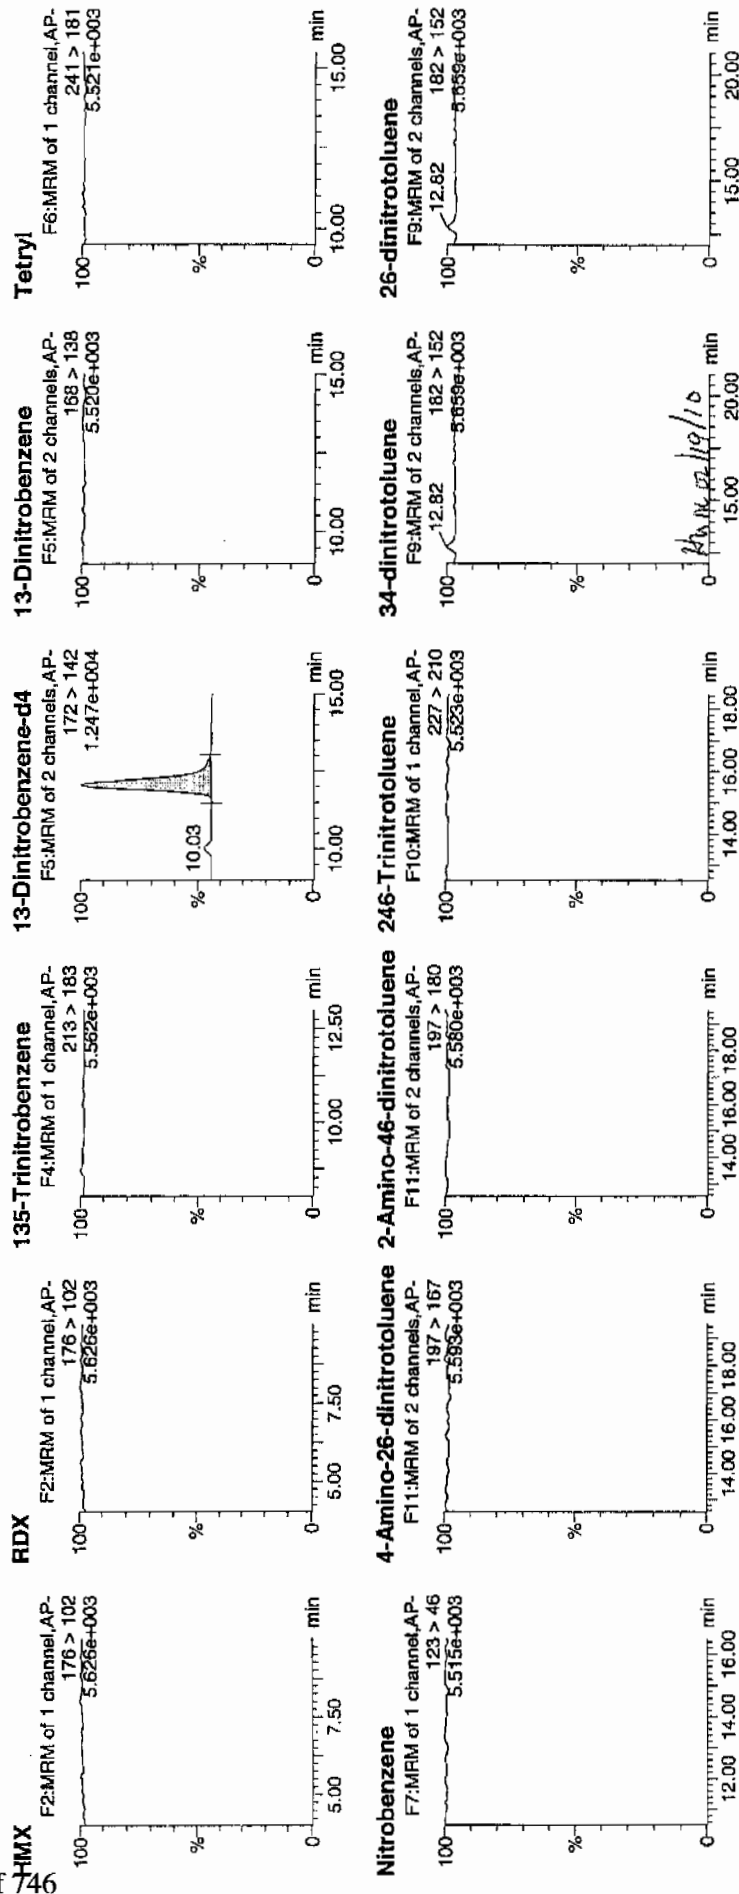 HMX
F2:MRM of 1 channel,AP-
176 > 102
5.626e+003
100
%
0
5.00 7.50 min
RDX
F2:MRM of 1 channel,AP-
176 > 102
5.626e+003
100
%
0
5.00 7.50 min
135-Trinitrobenzene
F4:MRM of 1 channel,AP-
213 > 183
5.562e+003
100
%
0
10.00 12.50 min
13-Dinitrobenzene-d4
F5:MRM of 2 channels,AP-
172 > 142
1.247e+004
100
%
10.03
0
10.00 15.00 min
13-Dinitrobenzene
F5:MRM of 2 channels,AP-
168 > 138
5.520e+003
100
%
0
10.00 15.00 min
Tetryl
F6:MRM of 1 channel,AP-
241 > 181
5.521e+003
100
%
0
10.00 15.00 min
Nitrobenzene
F7:MRM of 1 channel,AP-
123 > 46
5.515e+003
100
%
0
12.00 14.00 16.00 min
4-Amino-26-dinitrotoluene
F11:MRM of 2 channels,AP-
197 > 167
5.593e+003
100
%
0
14.00 16.00 18.00 min
2-Amino-46-dinitrotoluene
F11:MRM of 2 channels,AP-
197 > 180
5.580e+003
100
%
0
14.00 16.00 18.00 min
246-Trinitrotoluene
F10:MRM of 1 channel,AP-
227 > 210
5.523e+003
100
%
0
14.00 16.00 18.00 min
34-dinitrotoluene
F9:MRM of 2 channels,AP-
182 > 152
5.659e+003
12.82
100
%
0
15.00 20.00 min
26-dinitrotoluene
F9:MRM of 2 channels,AP-
182 > 152
5.659e+003
12.82
100
%
0
15.00 20.00 min
f 746